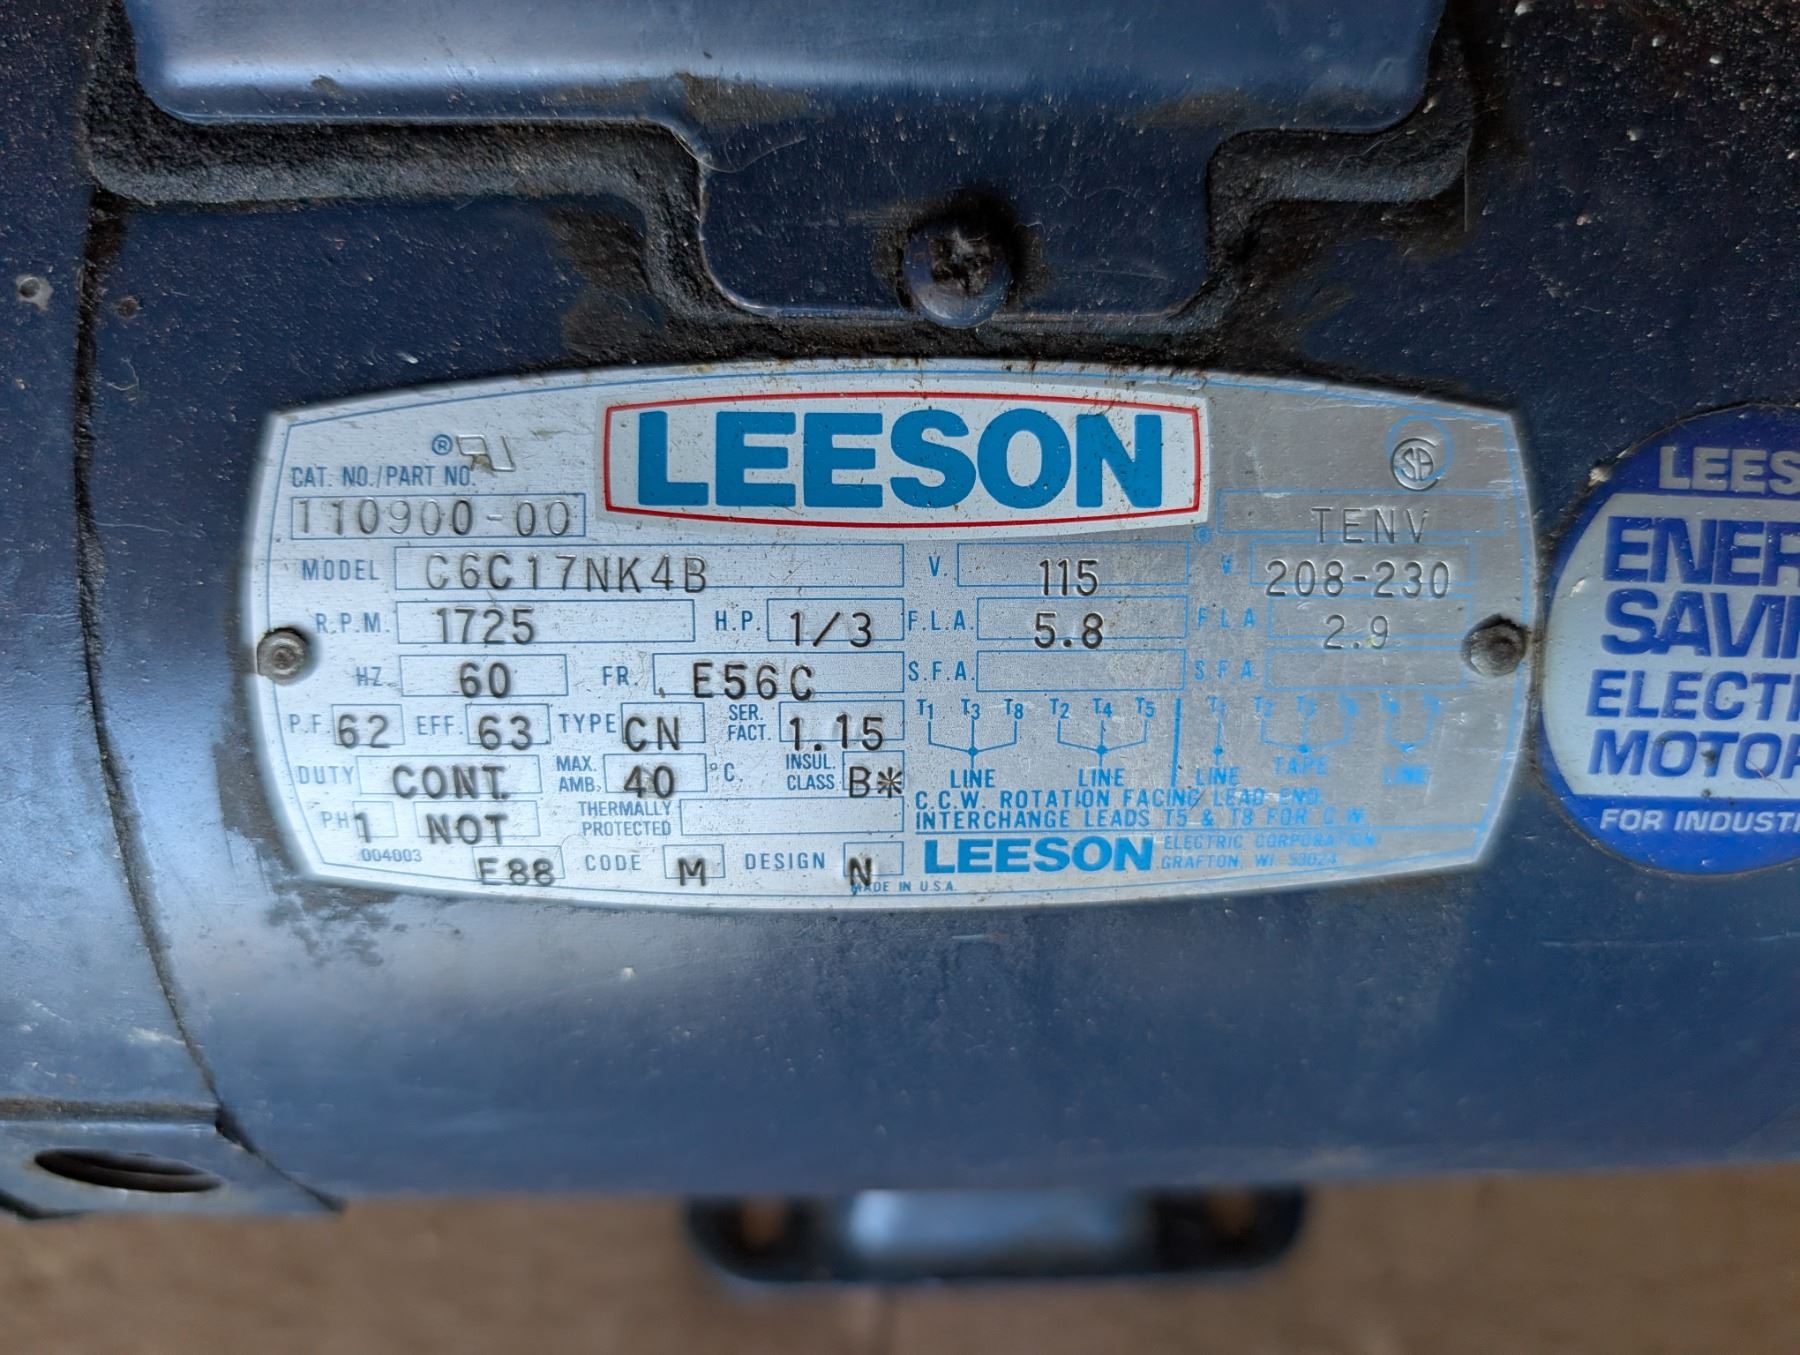 LEESON
CAT. NO./PART NO.
110900-00
TENV
MODEL C6C17NK4B V. 115 V 208-230
R.P.M. 1725 H.P. 1/3 F.L.A. 5.8 F L A 2.9
HZ 60 FR. E56C S.F.A. S F A
P.F. 62 EFF. 63 TYPE CN SER. FACT. 1.15
T1 T3 T8 T2 T4 T5
DUTY CONT. MAX. AMB. 40 °C. INSUL. CLASS B*
LINE LINE LINE TAPE LINE
PH 1 NOT THERMALLY PROTECTED
C.C.W. ROTATION FACING LEAD END.
INTERCHANGE LEADS T5 & T8 FOR C.W.
004003
E88 CODE M DESIGN N
LEESON ELECTRIC CORPORATION
GRAFTON, WI. 53024
MADE IN U.S.A.
LEES
ENER
SAVI
ELECT
MOTO
FOR INDUST